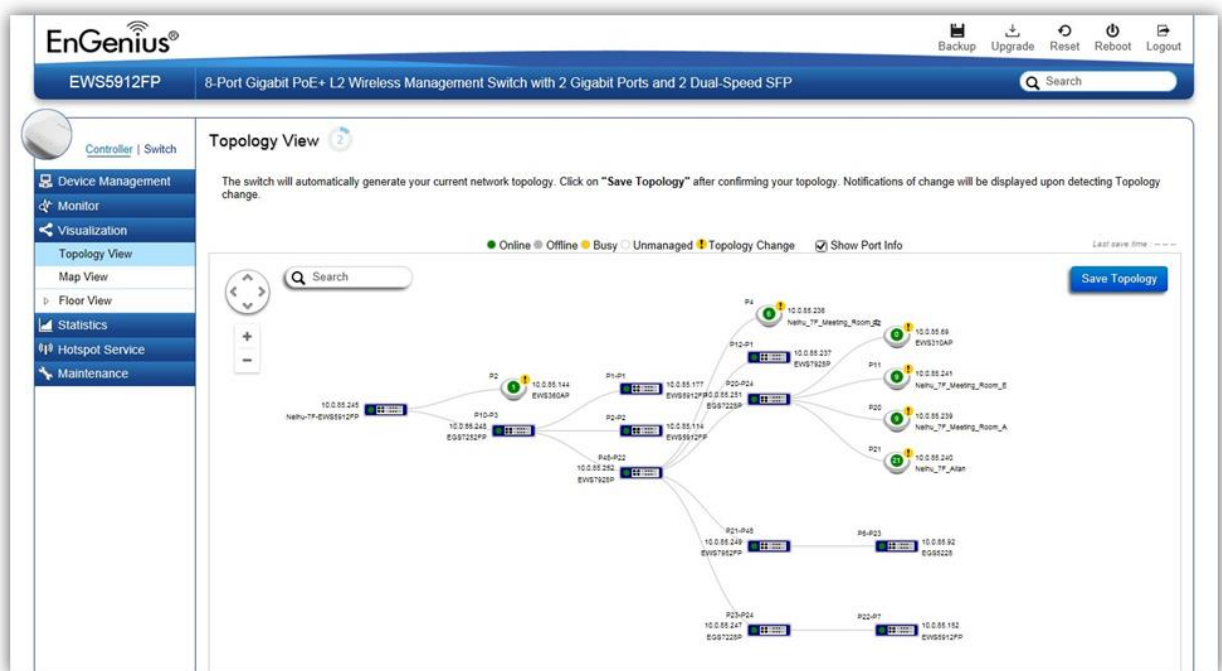 EnGenius®
Backup Upgrade Reset Reboot Logout
EWS5912FP
8-Port Gigabit PoE+ L2 Wireless Management Switch with 2 Gigabit Ports and 2 Dual-Speed SFP
Search
Controller | Switch
Device Management
Monitor
Visualization
Topology View
Map View
Floor View
Statistics
Hotspot Service
Maintenance
Topology View 2
The switch will automatically generate your current network topology. Click on "Save Topology" after confirming your topology. Notifications of change will be displayed upon detecting Topology
change.
Online Offline Busy Unmanaged Topology Change Show Port Info
Last save time : -- -- --
Search
Save Topology
10.0.85.245
Neihu-7F-EWS5912FP
P2
1
10.0.85.144
EWS360AP
P10-P3
10.0.85.248
EGS7252FP
P1-P1
10.0.85.177
EWS5912FP
P2-P2
10.0.85.114
EWS5912FP
P45-P22
10.0.85.252
EWS7928P
P4
6
10.0.85.236
P12-P1
10.0.85.237
EWS7928P
P20-P24
10.0.85.251
EGS7228P
0
10.0.85.69
EWS310AP
P11
9
10.0.85.241
Neihu_7F_Meeting_Room_E
P20
9
10.0.85.239
Neihu_7F_Meeting_Room_A
P21
21
10.0.85.240
Neihu_7F_Allan
P21-P48
10.0.85.249
EWS7952FP
P6-P23
10.0.85.92
EGS5228
P23-P24
10.0.85.247
EGS7228P
P22-P7
10.0.85.152
EWS5912FP